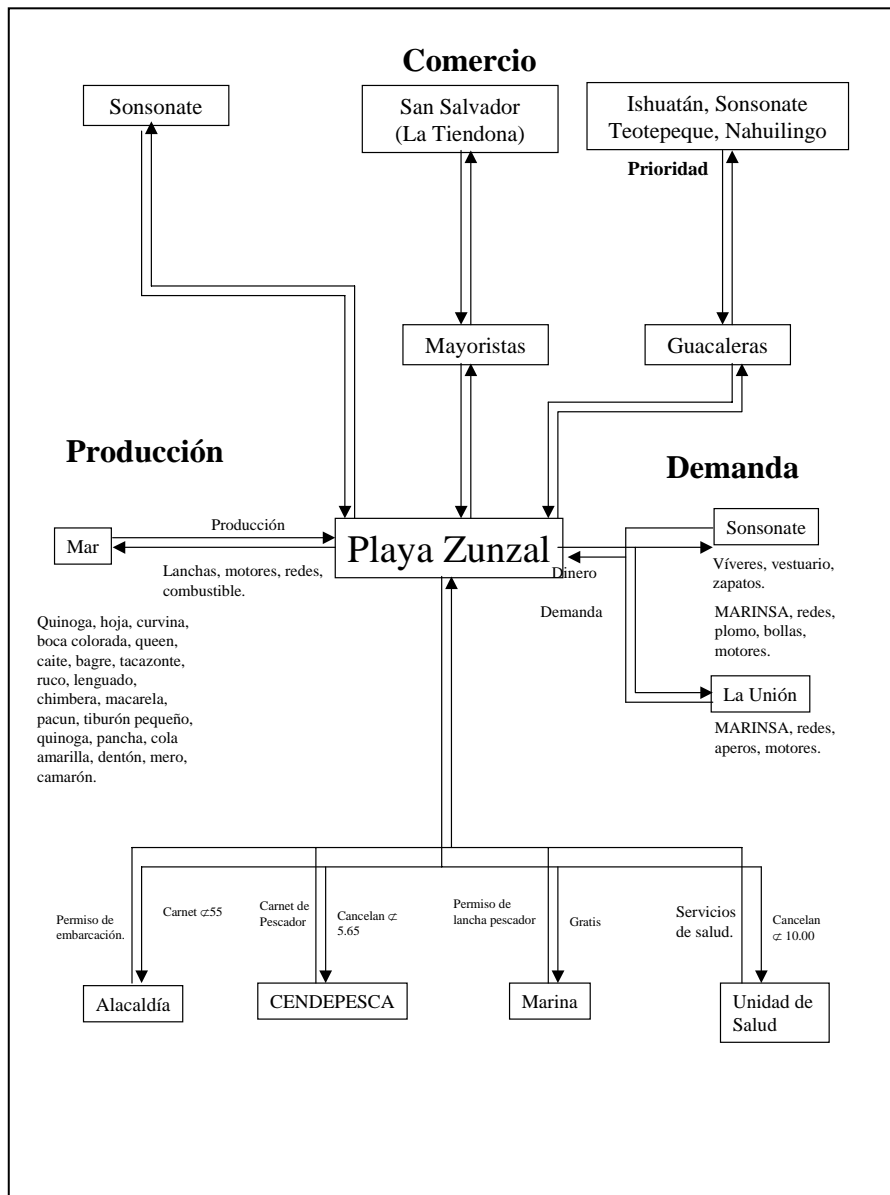 Comercio
Sonsonate
San Salvador
(La Tiendona)
Ishuatán, Sonsonate
Teotepeque, Nahuilingo
Prioridad
Mayoristas
Guacaleras
Producción
Demanda
Mar
Producción
Lanchas, motores, redes,
combustible.
Playa Zunzal
Dinero
Demanda
Sonsonate
Víveres, vestuario,
zapatos.
MARINSA, redes,
plomo, bollas,
motores.
La Unión
MARINSA, redes,
aperos, motores.
Quinoga, hoja, curvina,
boca colorada, queen,
caite, bagre, tacazonte,
ruco, lenguado,
chimbera, macarela,
pacun, tiburón pequeño,
quinoga, pancha, cola
amarilla, dentón, mero,
camarón.
Permiso de
embarcación.
Carnet ⊄55
Carnet de
Pescador
Cancelan ⊄
5.65
Permiso de
lancha pescador
Gratis
Servicios
de salud.
Cancelan
⊄ 10.00
Alacaldía
CENDEPESCA
Marina
Unidad de
Salud